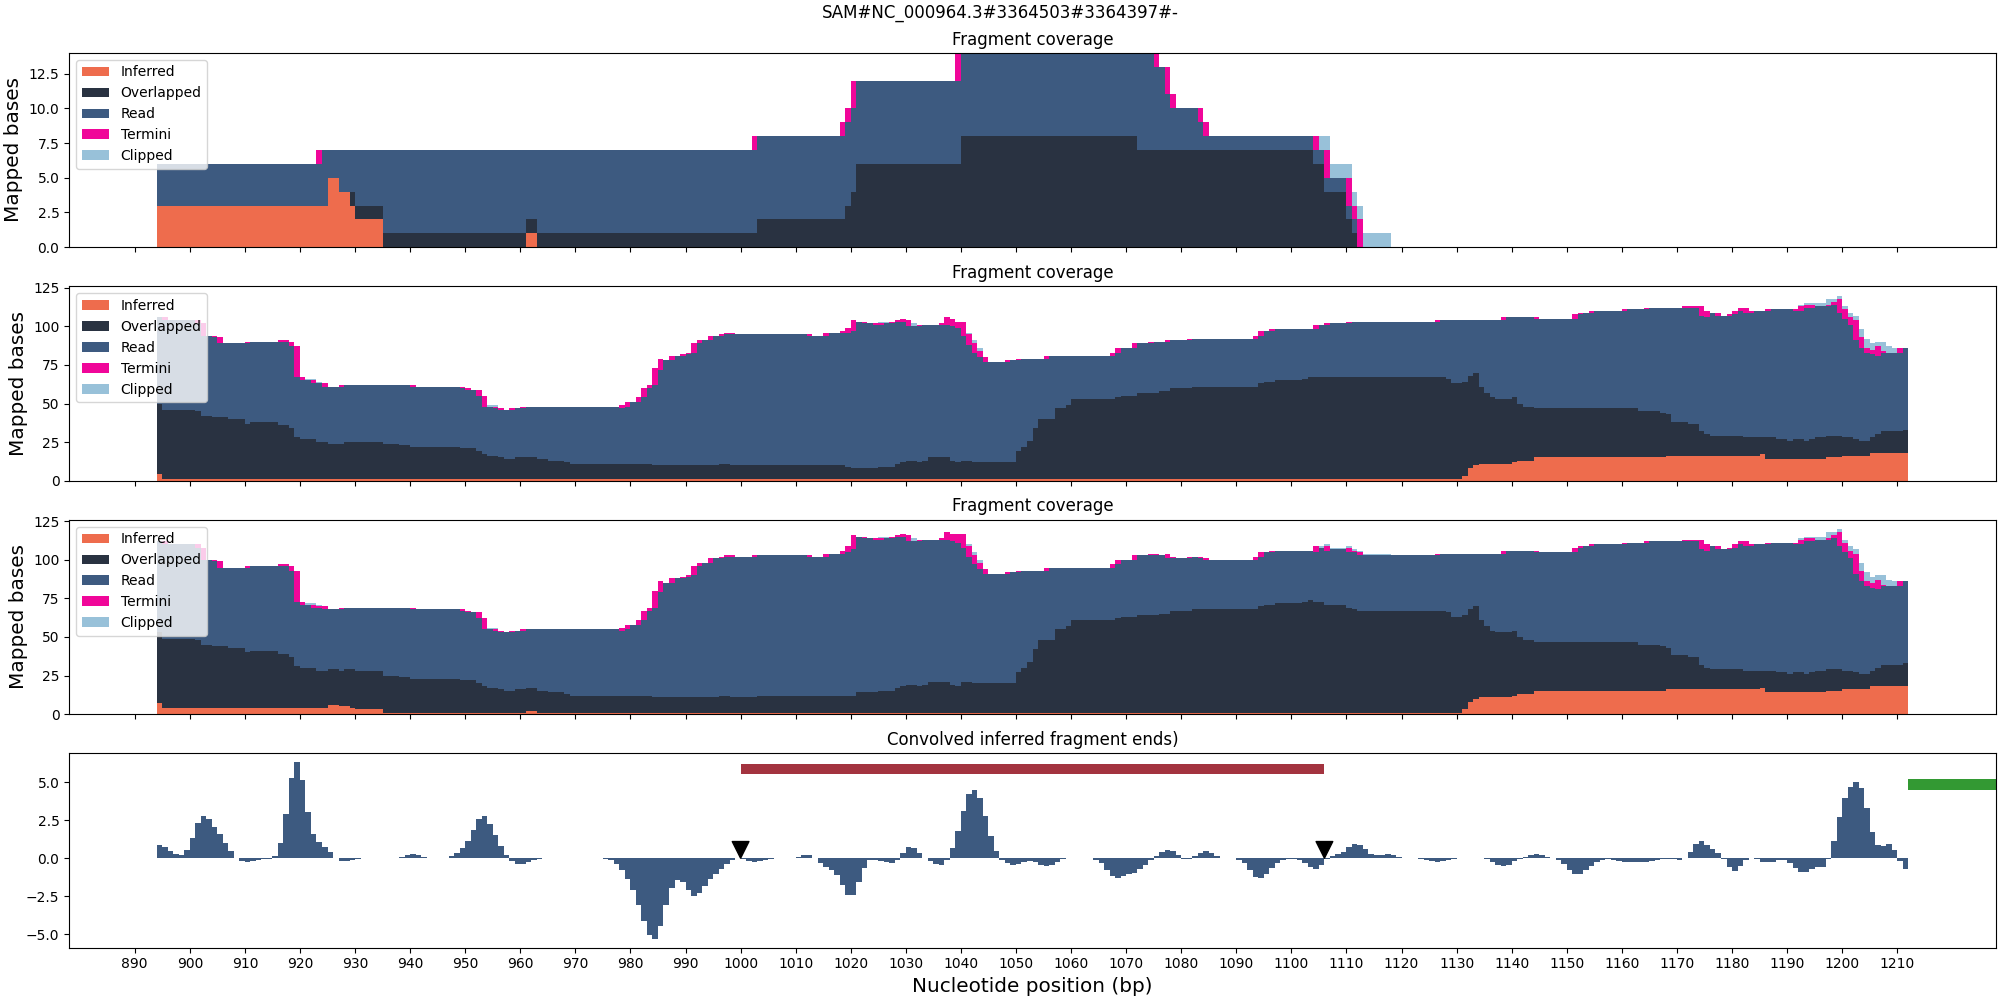 SAM#NC_000964.3#3364503#3364397#-
Fragment coverage
Mapped bases
12.5
10.0
7.5
5.0
2.5
0.0
Inferred
Overlapped
Read
Termini
Clipped
Fragment coverage
Mapped bases
125
100
75
50
25
0
Inferred
Overlapped
Read
Termini
Clipped
Fragment coverage
Mapped bases
125
100
75
50
25
0
Inferred
Overlapped
Read
Termini
Clipped
Convolved inferred fragment ends)
5.0
2.5
0.0
−2.5
−5.0
890 900 910 920 930 940 950 960 970 980 990 1000 1010 1020 1030 1040 1050 1060 1070 1080 1090 1100 1110 1120 1130 1140 1150 1160 1170 1180 1190 1200 1210
Nucleotide position (bp)